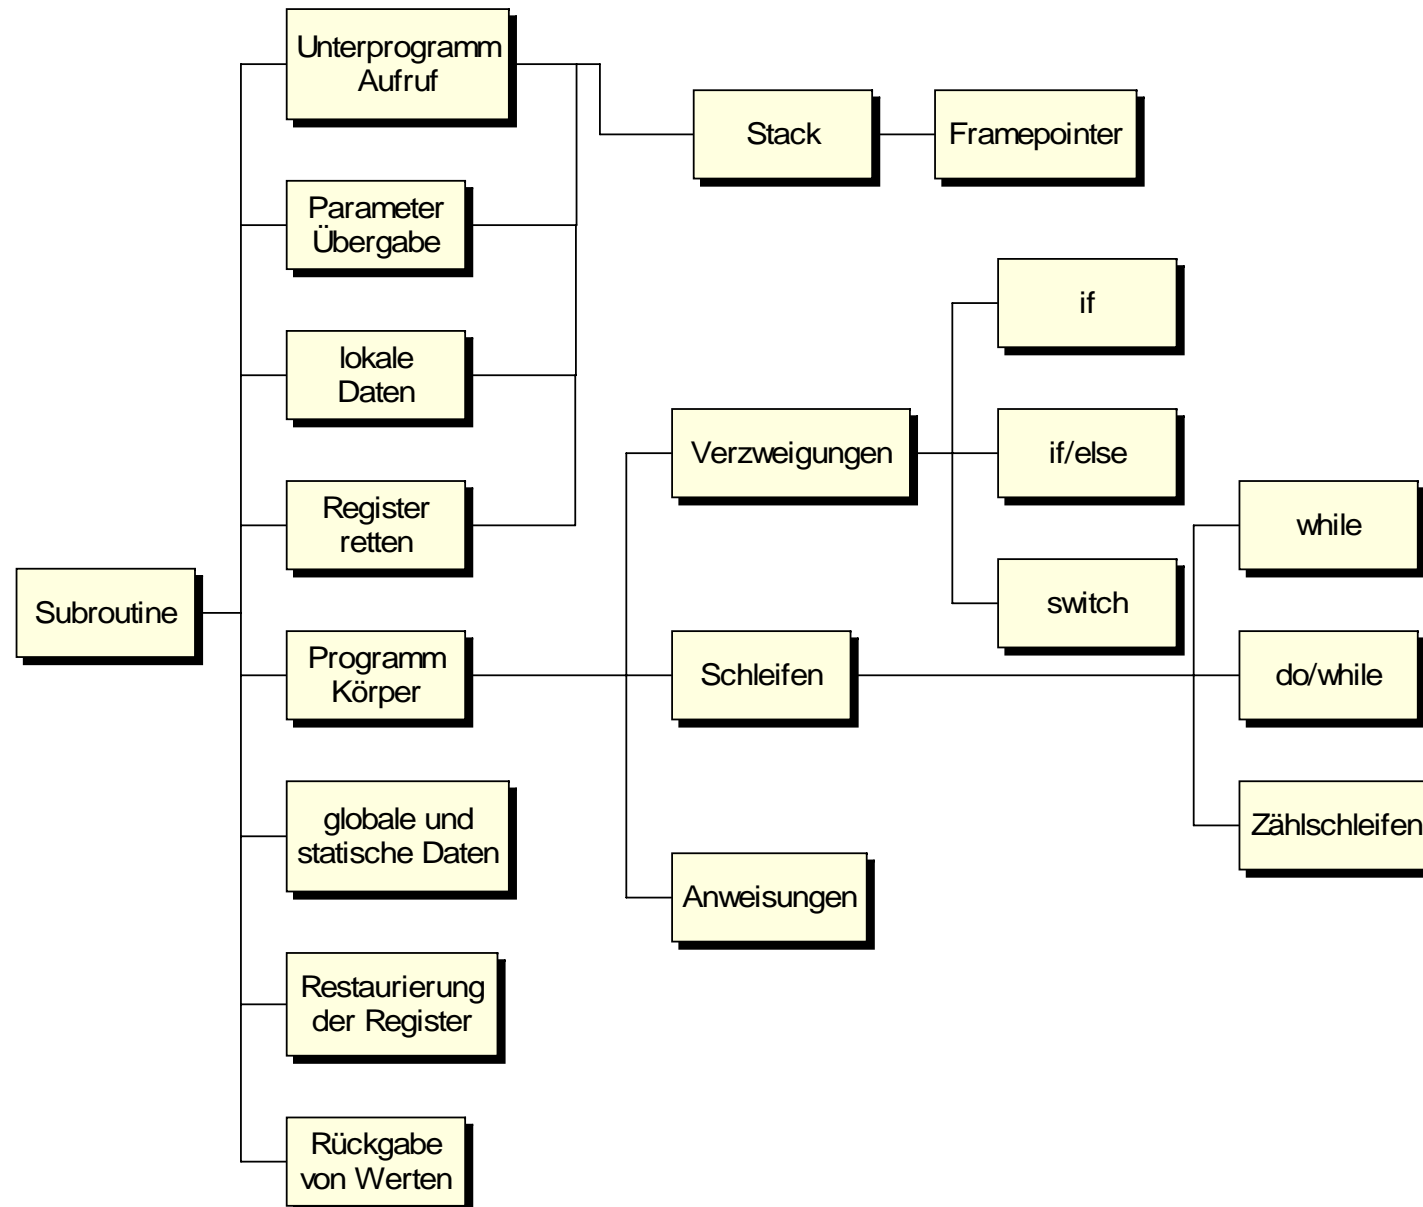 Unterprogramm
Aufruf
Stack
Framepointer
Parameter
Übergabe
if
lokale
Daten
Verzweigungen
if/else
Register
retten
while
Subroutine
switch
Programm
Körper
Schleifen
do/while
globale und
statische Daten
Zählschleifen
Anweisungen
Restaurierung
der Register
Rückgabe
von Werten